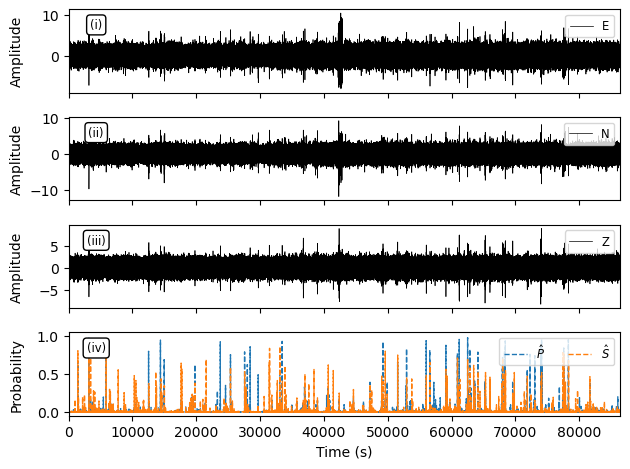 10
(i)
E
Amplitude
0
10
(ii)
N
Amplitude
0
−10
(iii)
Z
Amplitude
5
0
−5
1.0
(iv)
P̂
Ŝ
Probability
0.5
0.0
0 10000 20000 30000 40000 50000 60000 70000 80000
Time (s)